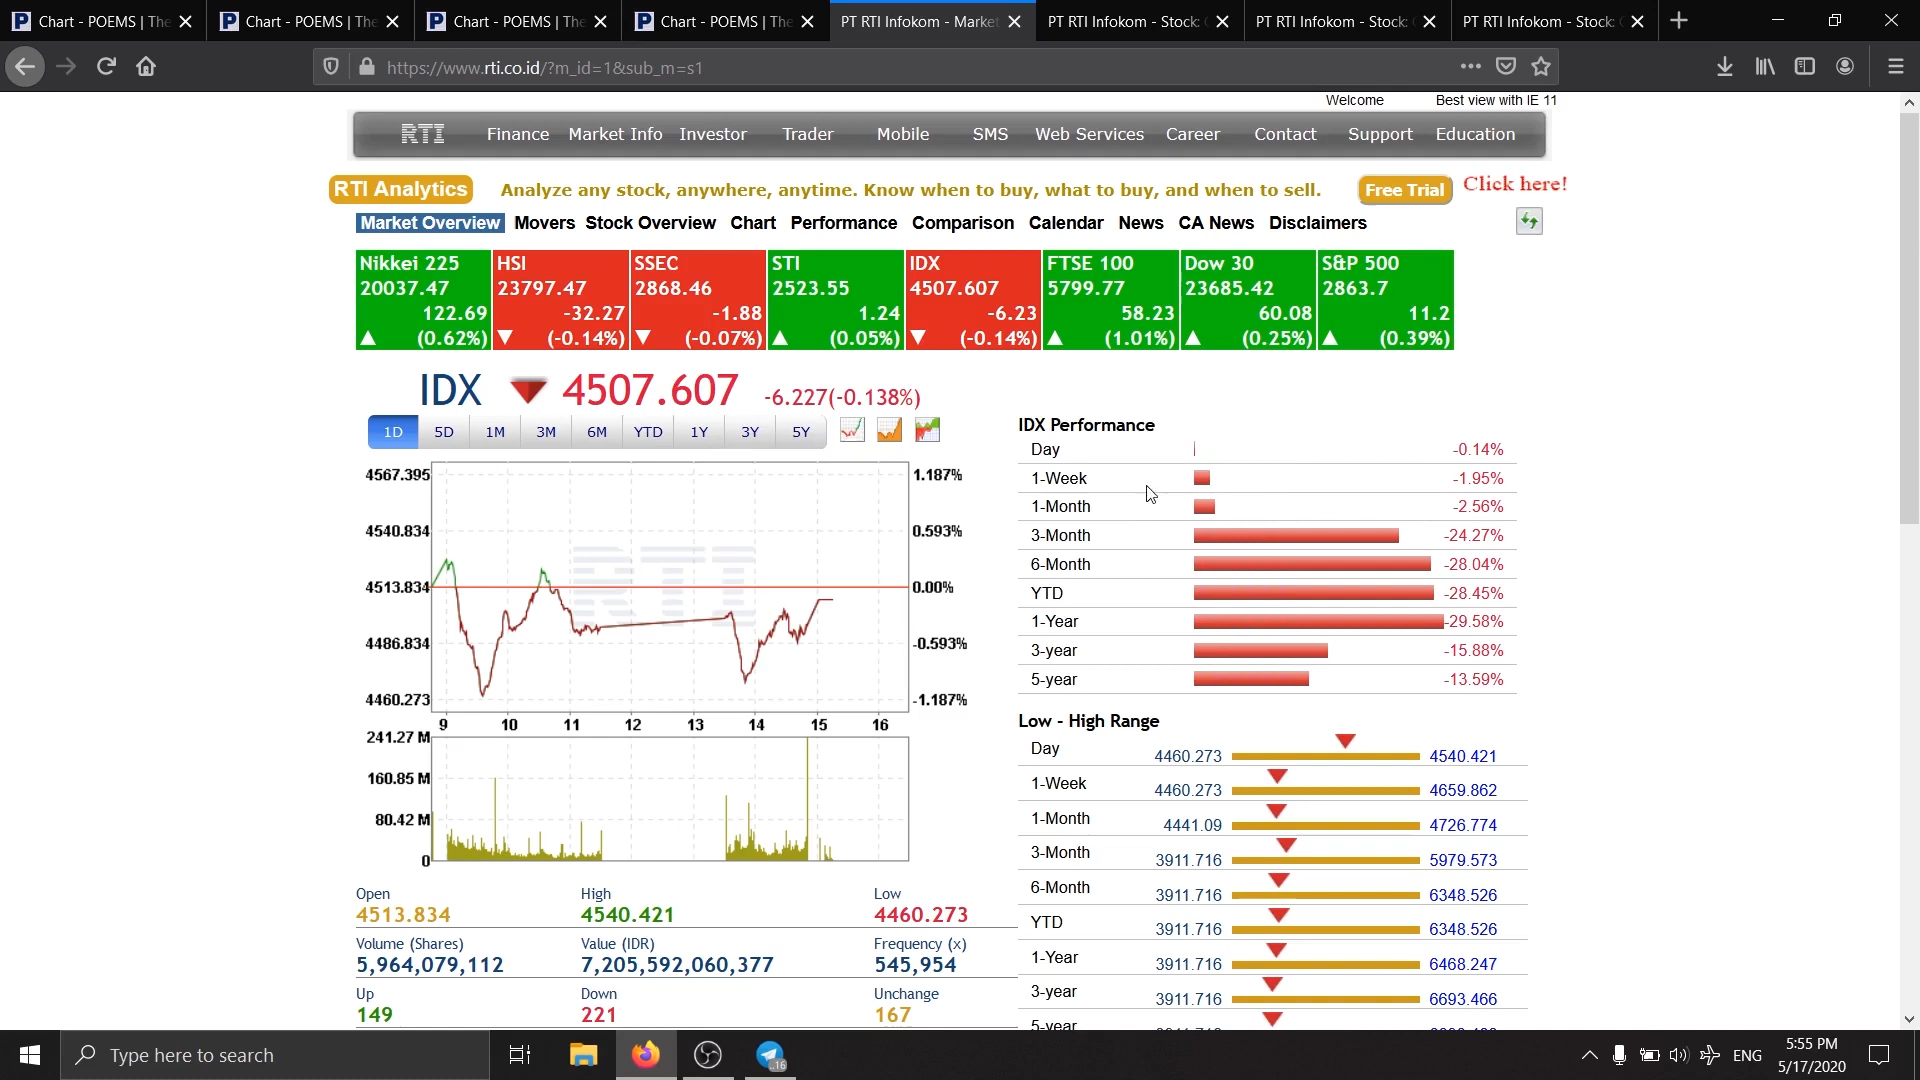 Chart - POEMS | The
Chart - POEMS | The
Chart - POEMS | The
Chart - POEMS | The
PT RTI Infokom - Market
PT RTI Infokom - Stock:
PT RTI Infokom - Stock:
PT RTI Infokom - Stock:
https://www.rti.co.id/?m_id=1&sub_m=s1
Welcome Best view with IE 11
RTI Finance Market Info Investor Trader Mobile SMS Web Services Career Contact Support Education
RTI Analytics Analyze any stock, anywhere, anytime. Know when to buy, what to buy, and when to sell. Free Trial Click here!
Market Overview Movers Stock Overview Chart Performance Comparison Calendar News CA News Disclaimers
Nikkei 225 HSI SSEC STI IDX FTSE 100 Dow 30 S&P 500
20037.47 23797.47 2868.46 2523.55 4507.607 5799.77 23685.42 2863.7
122.69 -32.27 -1.88 1.24 -6.23 58.23 60.08 11.2
▲ (0.62%) ▼ (-0.14%) ▼ (-0.07%) ▲ (0.05%) ▼ (-0.14%) ▲ (1.01%) ▲ (0.25%) ▲ (0.39%)
IDX ▼ 4507.607 -6.227(-0.138%)
1D 5D 1M 3M 6M YTD 1Y 3Y 5Y
4567.395 1.187%
4540.834 0.593%
4513.834 0.00%
4486.834 -0.593%
4460.273 -1.187%
RTI
9 10 11 12 13 14 15 16
241.27 M
160.85 M
80.42 M
0
Open High Low
4513.834 4540.421 4460.273
Volume (Shares) Value (IDR) Frequency (x)
5,964,079,112 7,205,592,060,377 545,954
Up Down Unchange
149 221 167
IDX Performance
Day -0.14%
1-Week -1.95%
1-Month -2.56%
3-Month -24.27%
6-Month -28.04%
YTD -28.45%
1-Year -29.58%
3-year -15.88%
5-year -13.59%
Low - High Range
Day 4460.273 4540.421
1-Week 4460.273 4659.862
1-Month 4441.09 4726.774
3-Month 3911.716 5979.573
6-Month 3911.716 6348.526
YTD 3911.716 6348.526
1-Year 3911.716 6468.247
3-year 3911.716 6693.466
5-year
Type here to search
16
ENG
5:55 PM
5/17/2020